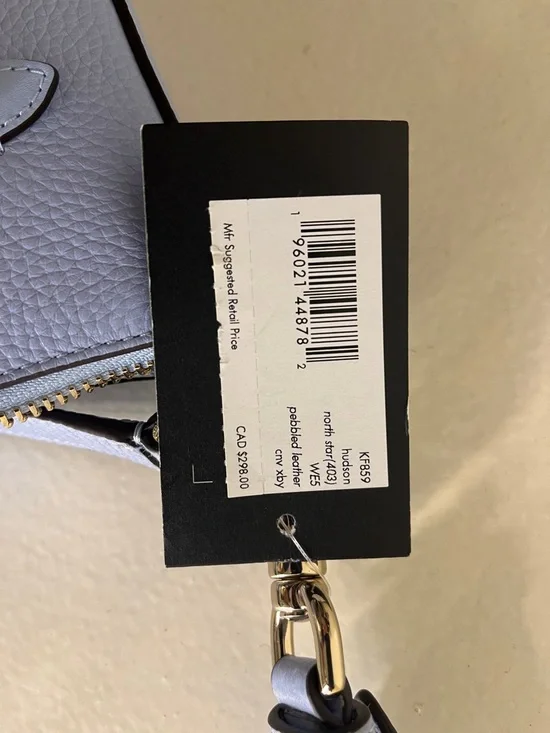 KF859
hudson
north star(403)
WE5
pebbled leather
cnv xby
1 96021 44878 2
Mfr Suggested Retail Price
CAD $298.00